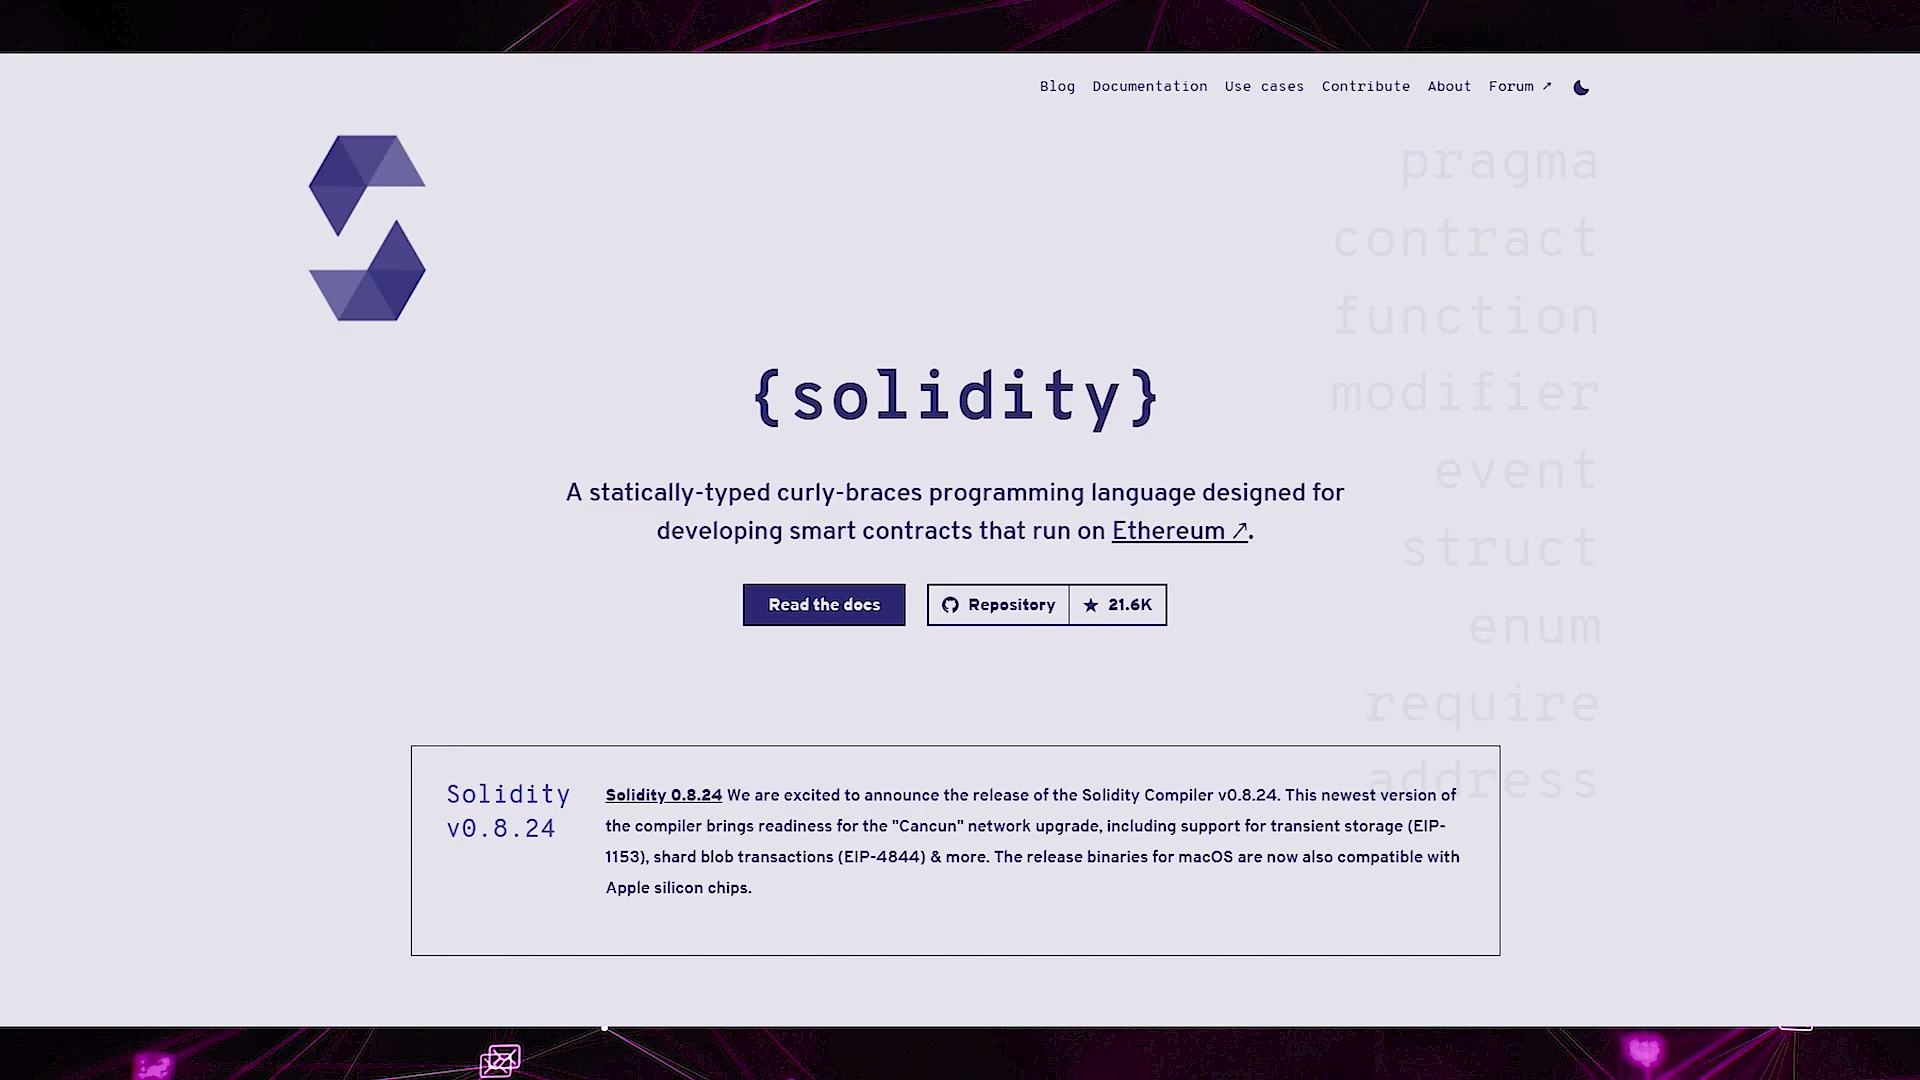 Blog Documentation Use cases Contribute About Forum ↗
pragma
contract
function
modifier
event
struct
enum
require
address
{solidity}
A statically-typed curly-braces programming language designed for
developing smart contracts that run on Ethereum ↗.
Read the docs
Repository ★ 21.6K
Solidity
v0.8.24
Solidity 0.8.24 We are excited to announce the release of the Solidity Compiler v0.8.24. This newest version of
the compiler brings readiness for the "Cancun" network upgrade, including support for transient storage (EIP-
1153), shard blob transactions (EIP-4844) & more. The release binaries for macOS are now also compatible with
Apple silicon chips.